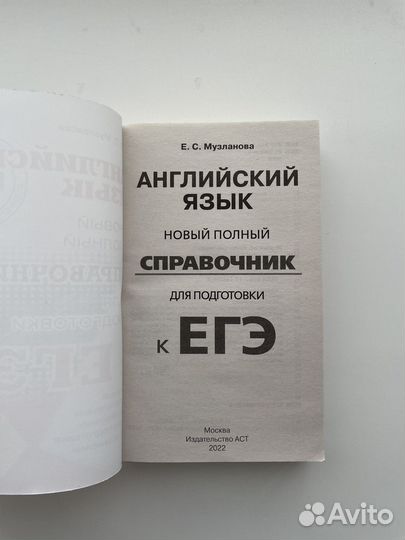 Е. С. Музланова
АНГЛИЙСКИЙ
ЯЗЫК
НОВЫЙ ПОЛНЫЙ
СПРАВОЧНИК
ДЛЯ ПОДГОТОВКИ
К ЕГЭ
Москва
Издательство АСТ
2022
Avito